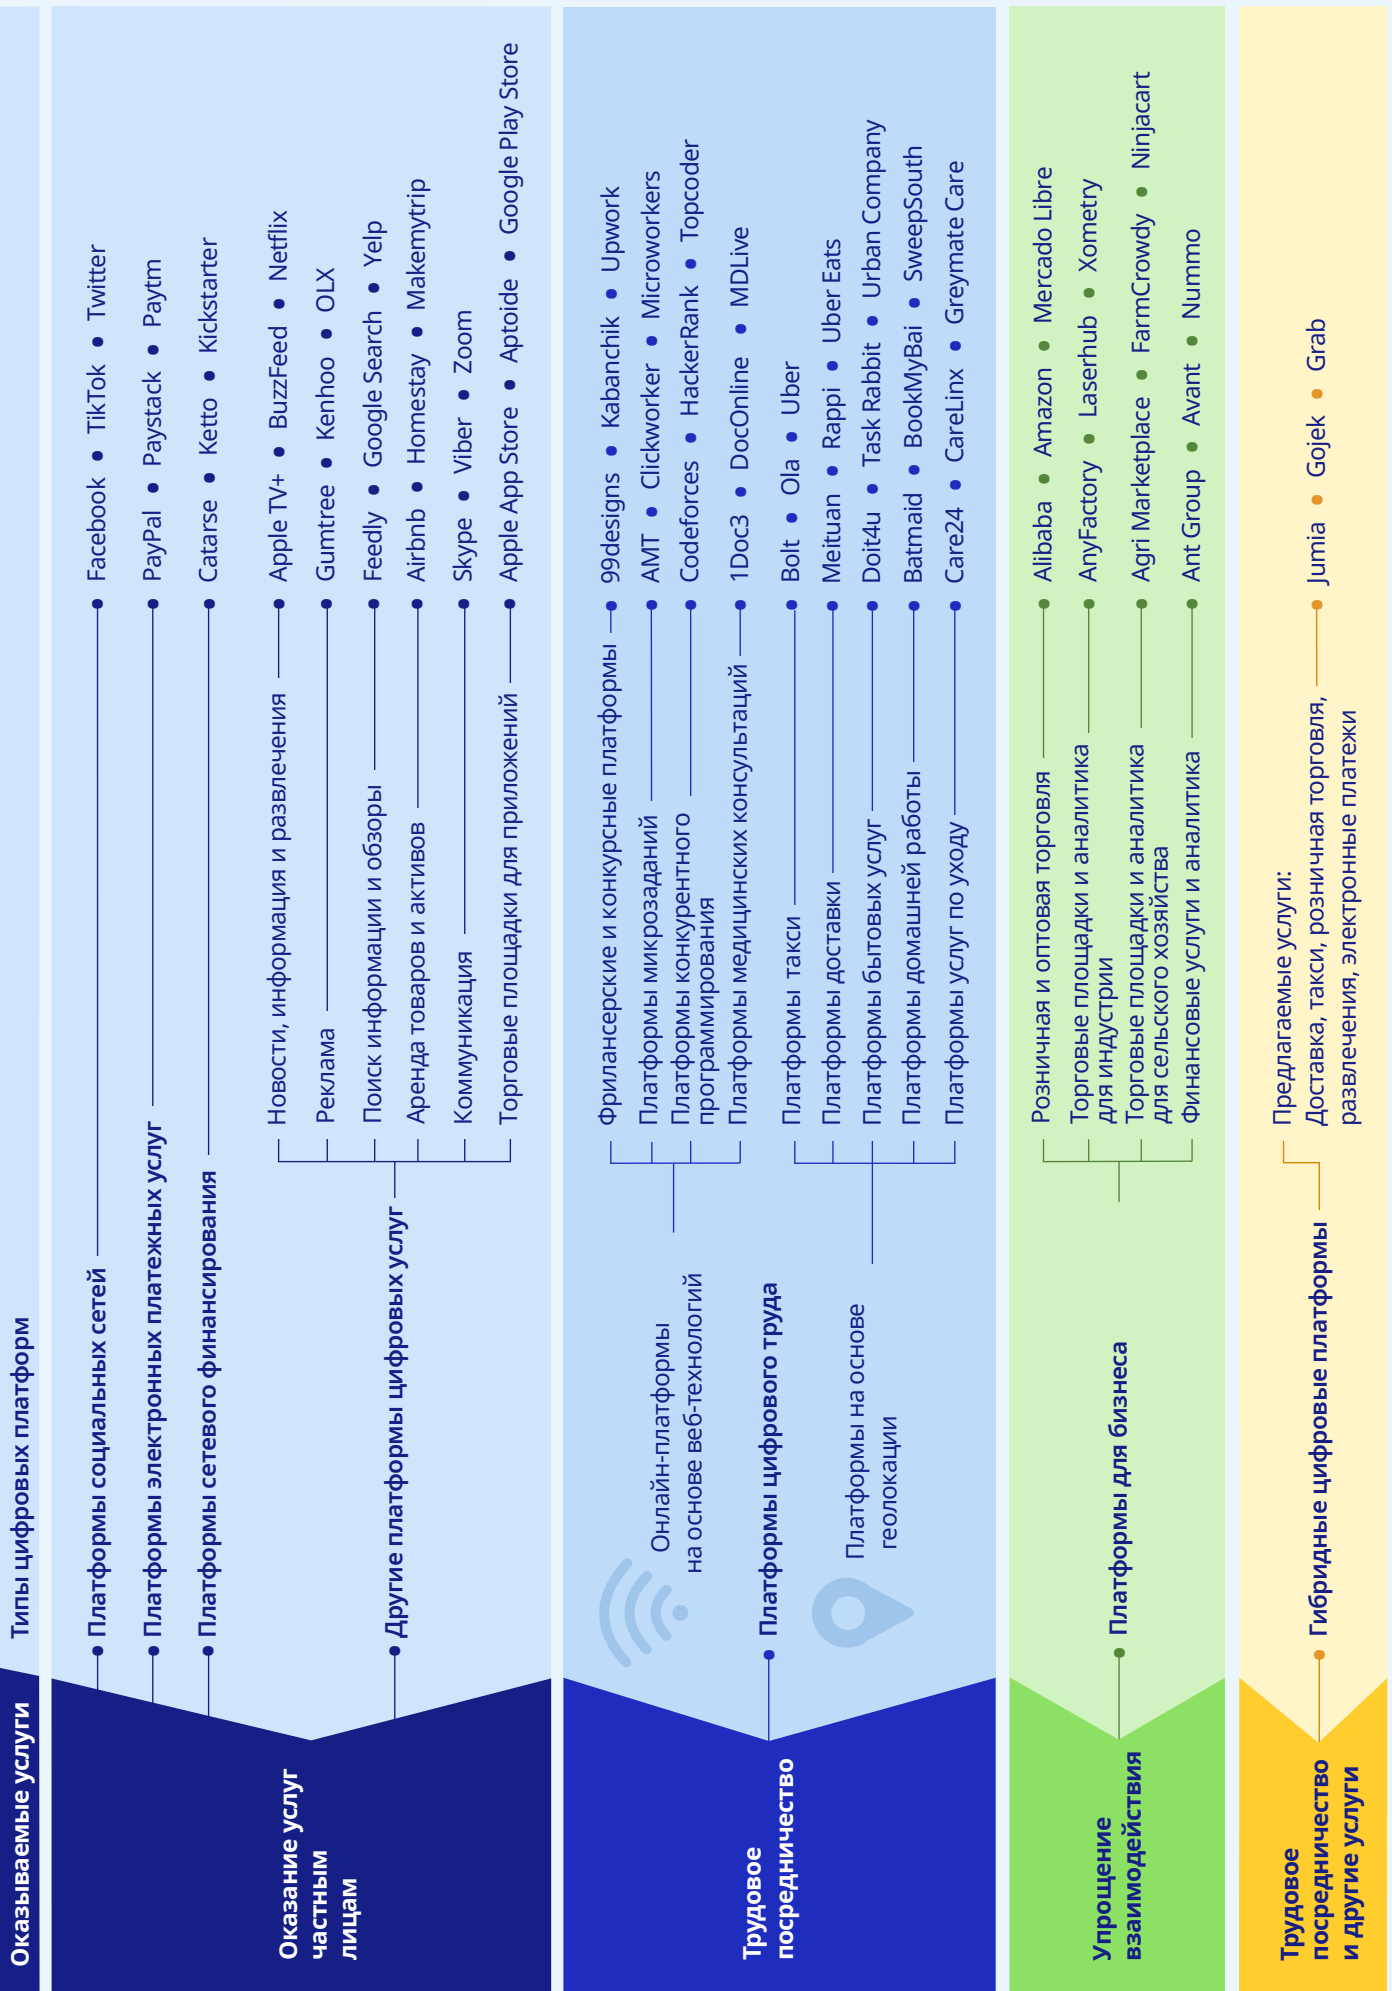 Оказываемые услуги
Типы цифровых платформ
Оказание услуг
частным
лицам
Платформы социальных сетей
Facebook • TikTok • Twitter
Платформы электронных платежных услуг
PayPal • Paystack • Paytm
Платформы сетевого финансирования
Catarse • Ketto • Kickstarter
Другие платформы цифровых услуг
Новости, информация и развлечения
Apple TV+ • BuzzFeed • Netflix
Реклама
Gumtree • Kenhoo • OLX
Поиск информации и обзоры
Feedly • Google Search • Yelp
Аренда товаров и активов
Airbnb • Homestay • Makemytrip
Коммуникация
Skype • Viber • Zoom
Торговые площадки для приложений
Apple App Store • Aptoide • Google Play Store
Трудовое
посредничество
Платформы цифрового труда
Онлайн-платформы
на основе веб-технологий
Фрилансерские и конкурсные платформы
99designs • Kabanchik • Upwork
Платформы микрозаданий
AMT • Clickworker • Microworkers
Платформы конкурентного
программирования
Codeforces • HackerRank • Topcoder
Платформы медицинских консультаций
1Doc3 • DocOnline • MDLive
Платформы на основе
геолокации
Платформы такси
Bolt • Ola • Uber
Платформы доставки
Meituan • Rappi • Uber Eats
Платформы бытовых услуг
Doit4u • Task Rabbit • Urban Company
Платформы домашней работы
Batmaid • BookMyBai • SweepSouth
Платформы услуг по уходу
Care24 • CareLinx • Greymate Care
Упрощение
взаимодействия
Платформы для бизнеса
Розничная и оптовая торговля
Alibaba • Amazon • Mercado Libre
Торговые площадки и аналитика
для индустрии
AnyFactory • Laserhub • Xometry
Торговые площадки и аналитика
для сельского хозяйства
Agri Marketplace • FarmCrowdy • Ninjacart
Финансовые услуги и аналитика
Ant Group • Avant • Nummo
Трудовое
посредничество
и другие услуги
Гибридные цифровые платформы
Предлагаемые услуги:
Доставка, такси, розничная торговля,
развлечения, электронные платежи
Jumia • Gojek • Grab